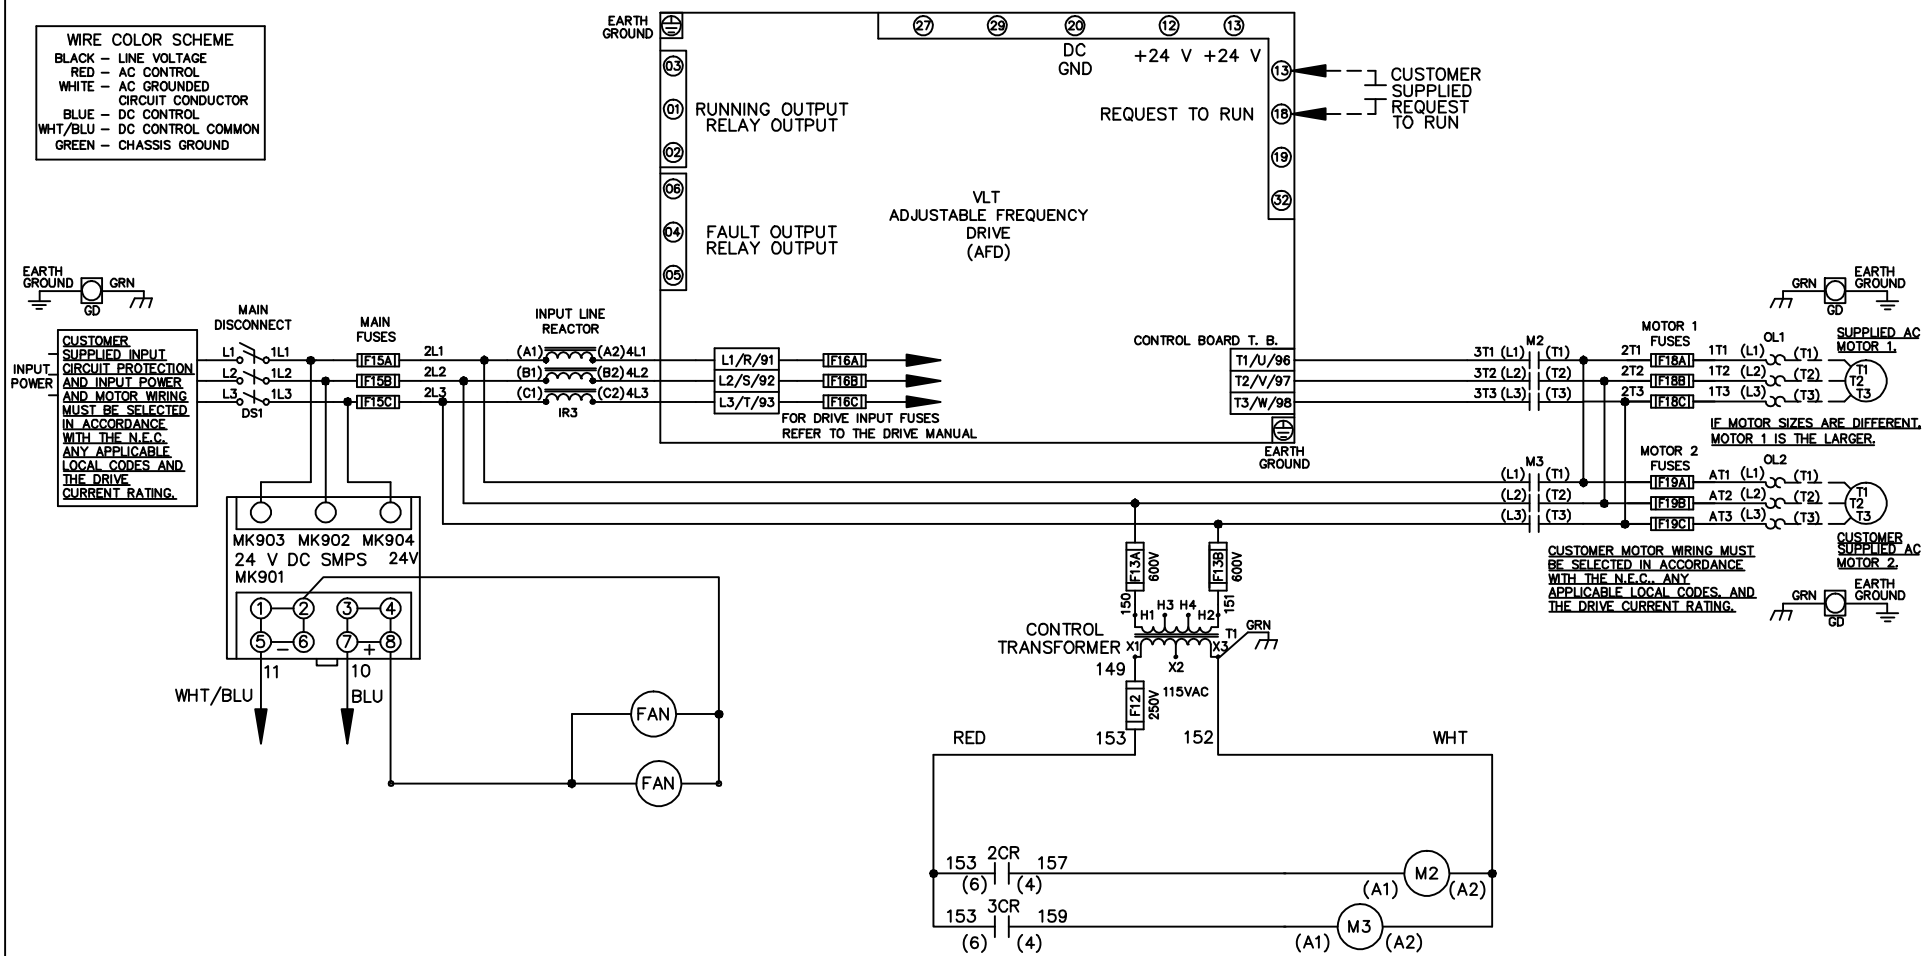 WIRE COLOR SCHEME
BLACK - LINE VOLTAGE
RED - AC CONTROL
WHITE - AC GROUNDED
CIRCUIT CONDUCTOR
BLUE - DC CONTROL
WHT/BLU - DC CONTROL COMMON
GREEN - CHASSIS GROUND
EARTH
GROUND
27 29 20 12 13
DC
GND
+24 V +24 V
03
01
02
RUNNING OUTPUT
RELAY OUTPUT
06
04
05
FAULT OUTPUT
RELAY OUTPUT
VLT
ADJUSTABLE FREQUENCY
DRIVE
(AFD)
REQUEST TO RUN
13
18
19
32
CUSTOMER
SUPPLIED
REQUEST
TO RUN
EARTH
GROUND
GRN
GD
INPUT
POWER
CUSTOMER
SUPPLIED INPUT
CIRCUIT PROTECTION
AND INPUT POWER
AND MOTOR WIRING
MUST BE SELECTED
IN ACCORDANCE
WITH THE N.E.C.
ANY APPLICABLE
LOCAL CODES AND
THE DRIVE
CURRENT RATING.
MAIN
DISCONNECT
L1 1L1
L2 1L2
L3 1L3
DS1
MAIN
FUSES
F15A 2L1
F15B 2L2
F15C 2L3
INPUT LINE
REACTOR
(A1) (A2) 4L1
(B1) (B2) 4L2
(C1) (C2) 4L3
IR3
L1/R/91 F16A
L2/S/92 F16B
L3/T/93 F16C
FOR DRIVE INPUT FUSES
REFER TO THE DRIVE MANUAL
CONTROL BOARD T. B.
T1/U/96
T2/V/97
T3/W/98
EARTH
GROUND
M2
3T1 (L1) (T1)
3T2 (L2) (T2)
3T3 (L3) (T3)
MOTOR 1
FUSES
2T1 F18A 1T1 (L1) (T1)
2T2 F18B 1T2 (L2) (T2)
2T3 F18C 1T3 (L3) (T3)
OL1
T1
T2
T3
GRN
GD
EARTH
GROUND
SUPPLIED AC
MOTOR 1.
IF MOTOR SIZES ARE DIFFERENT,
MOTOR 1 IS THE LARGER.
M3
(L1) (T1)
(L2) (T2)
(L3) (T3)
MOTOR 2
FUSES
F19A AT1 (L1) (T1)
F19B AT2 (L2) (T2)
F19C AT3 (L3) (T3)
OL2
T1
T2
T3
CUSTOMER
SUPPLIED AC
MOTOR 2.
CUSTOMER MOTOR WIRING MUST
BE SELECTED IN ACCORDANCE
WITH THE N.E.C., ANY
APPLICABLE LOCAL CODES, AND
THE DRIVE CURRENT RATING.
GRN
GD
EARTH
GROUND
MK903 MK902 MK904
24 V DC SMPS 24V
MK901
1 2 3 4
5 - 6 7 + 8
11
10
WHT/BLU
BLU
FAN
FAN
F13A
600V
F13B
600V
150
151
H1 H3 H4 H2
CONTROL
TRANSFORMER
T1
GRN
X1 X2 X3
149
115VAC
F12
250V
RED
153
152
WHT
153 2CR 157
(6) (4)
(A1) M2 (A2)
153 3CR 159
(6) (4)
(A1) M3 (A2)